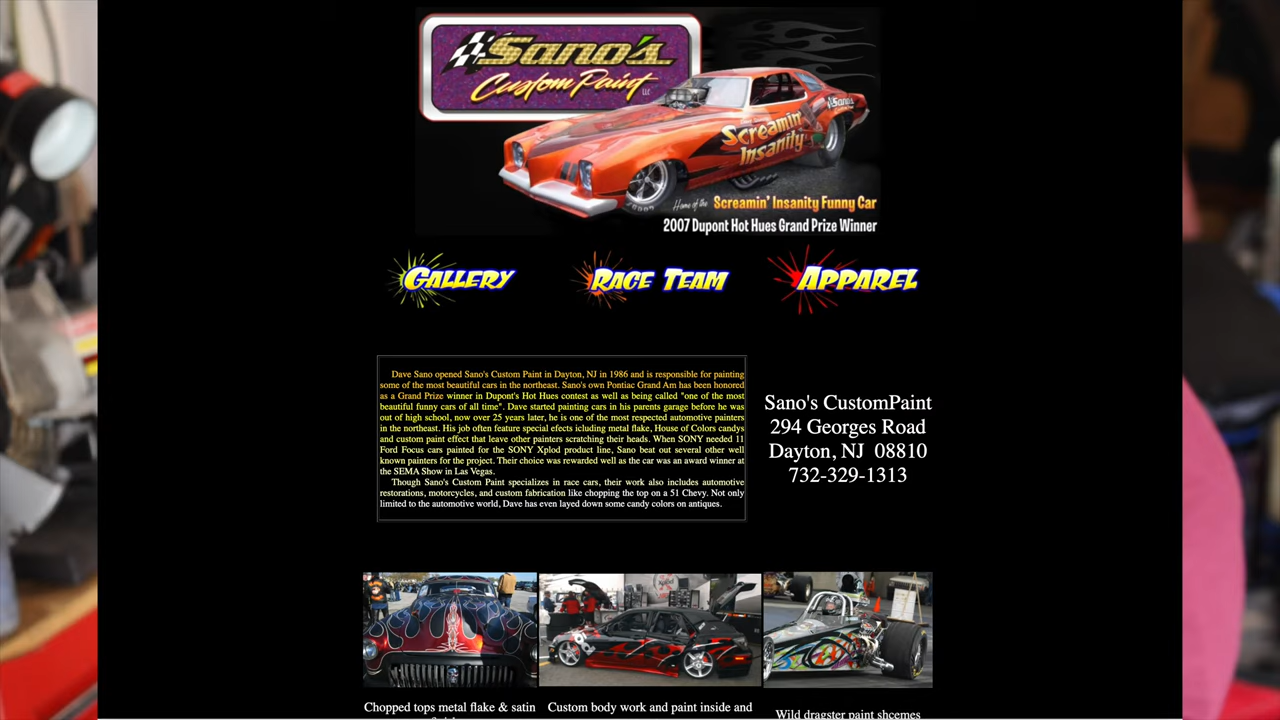 Sano's
Custom Paint
LLC
Sano's
Screamin'
Insanity
Home of the Screamin' Insanity Funny Car
2007 Dupont Hot Hues Grand Prize Winner
Gallery
Race Team
Apparel
Dave Sano opened Sano's Custom Paint in Dayton, NJ in 1986 and is responsible for painting
some of the most beautiful cars in the northeast. Sano's own Pontiac Grand Am has been honored
as a Grand Prize winner in Dupont's Hot Hues contest as well as being called "one of the most
beautiful funny cars of all time". Dave started painting cars in his parents garage before he was
out of high school, now over 25 years later, he is one of the most respected automotive painters
in the northeast. His job often feature special efects icluding metal flake, House of Colors candys
and custom paint effect that leave other painters scratching their heads. When SONY needed 11
Ford Focus cars painted for the SONY Xplod product line, Sano beat out several other well
known painters for the project. Their choice was rewarded well as the car was an award winner at
the SEMA Show in Las Vegas.
Though Sano's Custom Paint specializes in race cars, their work also includes automotive
restorations, motorcycles, and custom fabrication like chopping the top on a 51 Chevy. Not only
limited to the automotive world, Dave has even layed down some candy colors on antiques.
Sano's CustomPaint
294 Georges Road
Dayton, NJ 08810
732-329-1313
Chopped tops metal flake & satin
Custom body work and paint inside and
Wild dragster paint shcemes